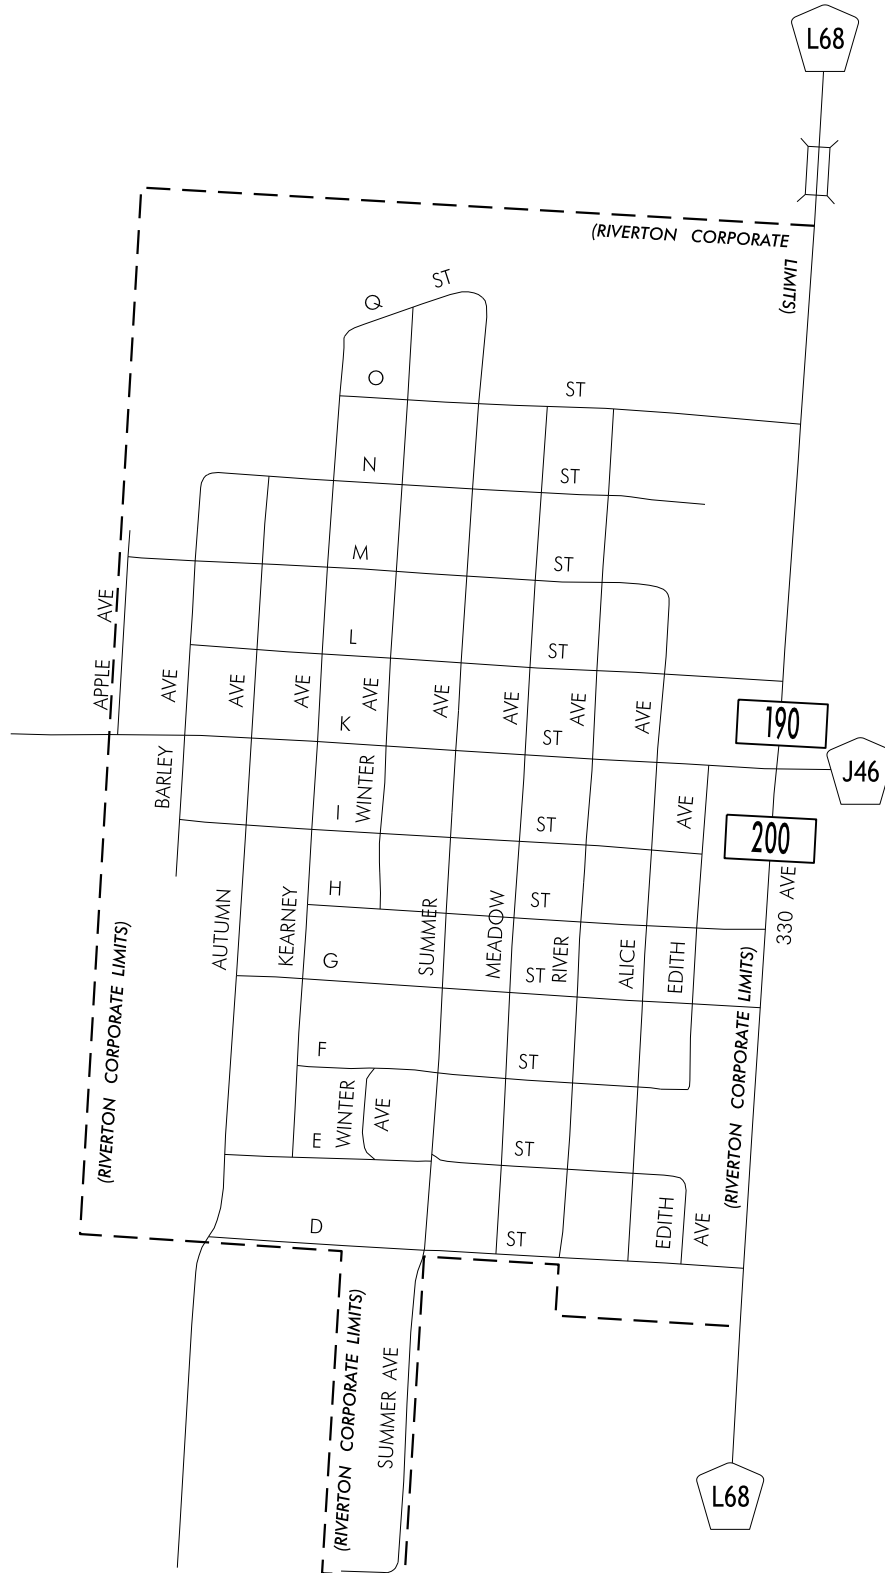 L68
(RIVERTON CORPORATE
LIMITS)
Q ST
O ST
N ST
M ST
L ST
APPLE AVE
BARLEY AVE
AUTUMN AVE
KEARNEY AVE
WINTER AVE
SUMMER AVE
MEADOW AVE
RIVER AVE
ALICE AVE
190
K ST
J46
EDITH AVE
200
I ST
330 AVE
H ST
G ST
(RIVERTON CORPORATE LIMITS)
(RIVERTON CORPORATE LIMITS)
F ST
WINTER AVE
E ST
EDITH AVE
D ST
(RIVERTON CORPORATE LIMITS)
SUMMER AVE
L68